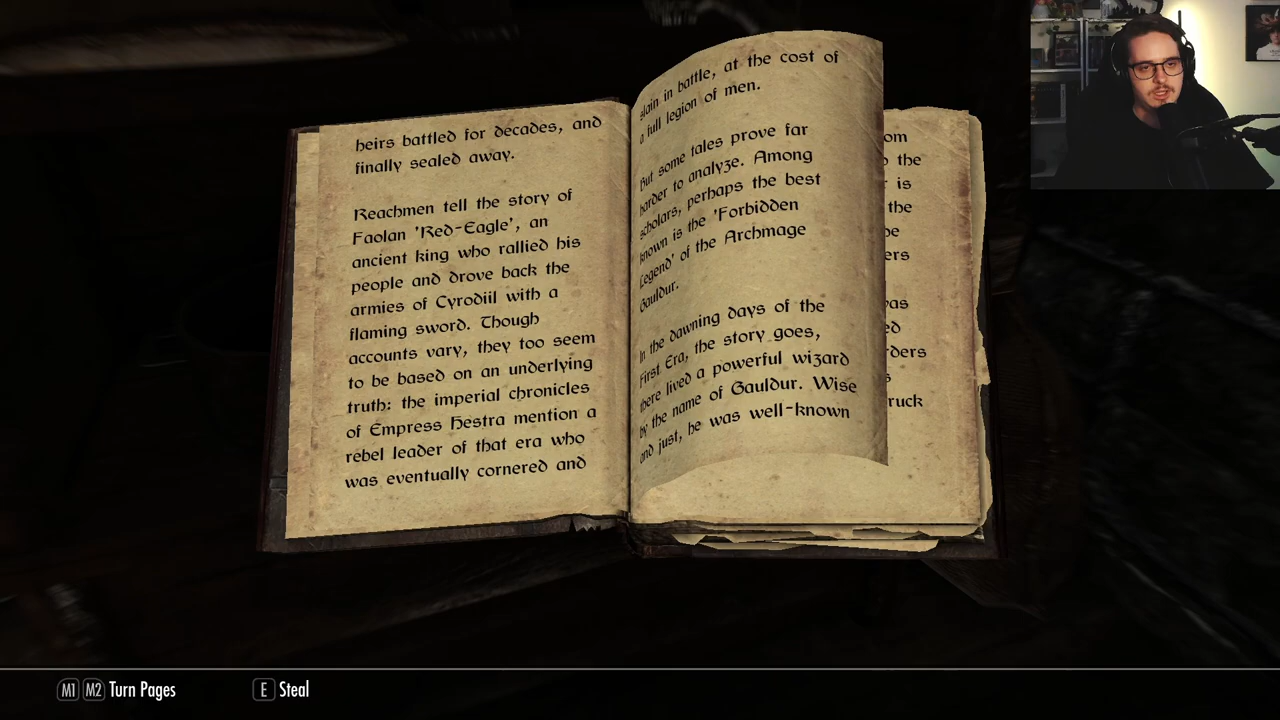 heirs battled for decades, and
finally sealed away.
Reachmen tell the story of
Faolan 'Red-Eagle', an
ancient king who rallied his
people and drove back the
armies of Cyrodiil with a
flaming sword. Though
accounts vary, they too seem
to be based on an underlying
truth: the imperial chronicles
of Empress Hestra mention a
rebel leader of that era who
was eventually cornered and
slain in battle, at the cost of
a full legion of men.
But some tales prove far
harder to analyze. Among
scholars, perhaps the best
known is the 'Forbidden
Legend' of the Archmage
Gauldur.
In the dawning days of the
First Era, the story goes,
there lived a powerful wizard
by the name of Gauldur. Wise
and just, he was well-known
the
is
the
M1 M2 Turn Pages
E Steal